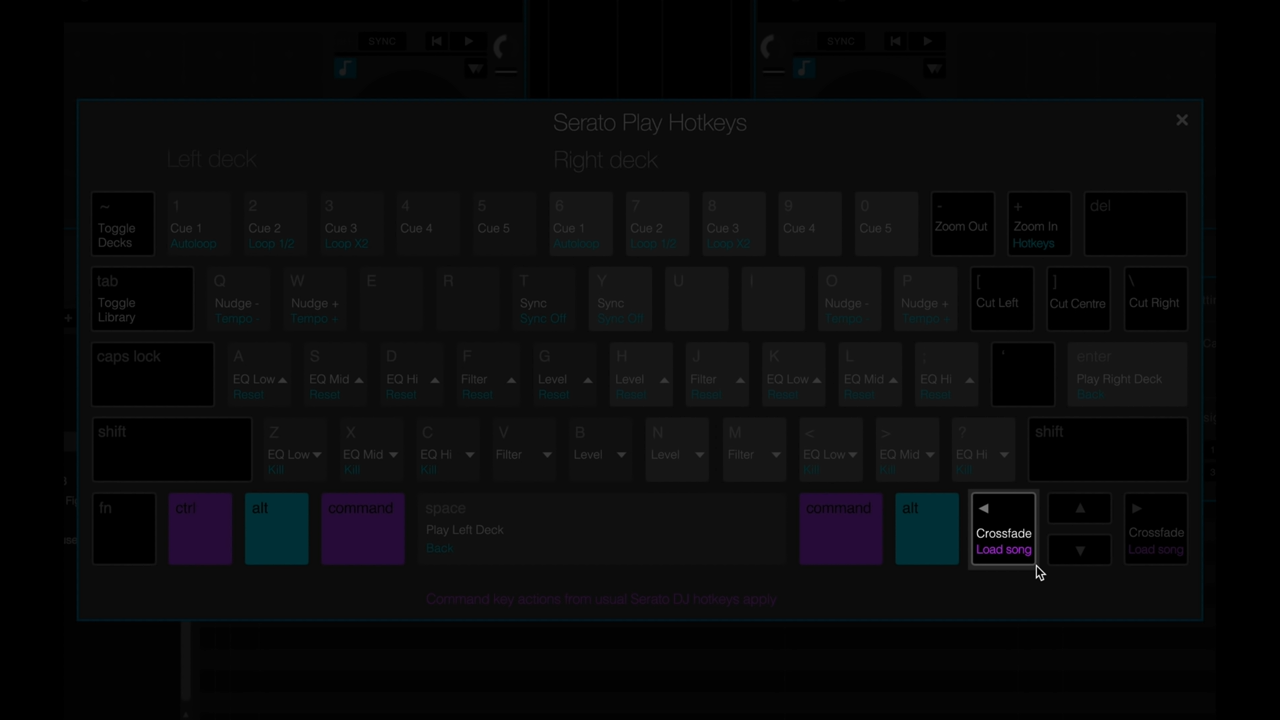 SYNC
SYNC
Serato Play Hotkeys
Left deck
Right deck
~
Toggle
Decks
1
Cue 1
Autoloop
2
Cue 2
Loop 1/2
3
Cue 3
Loop X2
4
Cue 4
5
Cue 5
6
Cue 1
Autoloop
7
Cue 2
Loop 1/2
8
Cue 3
Loop X2
9
Cue 4
0
Cue 5
-
Zoom Out
+
Zoom In
Hotkeys
del
tab
Toggle
Library
Q
Nudge -
Tempo -
W
Nudge +
Tempo +
E
R
T
Sync
Sync Off
Y
Sync
Sync Off
U
I
O
Nudge -
Tempo -
P
Nudge +
Tempo +
[
Cut Left
]
Cut Centre
\
Cut Right
caps lock
A
EQ Low
Reset
S
EQ Mid
Reset
D
EQ Hi
Reset
F
Filter
Reset
G
Level
Reset
H
Level
Reset
J
Filter
Reset
K
EQ Low
Reset
L
EQ Mid
Reset
;
EQ Hi
Reset
'
enter
Play Right Deck
Back
shift
Z
EQ Low
Kill
X
EQ Mid
Kill
C
EQ Hi
Kill
V
Filter
B
Level
N
Level
M
Filter
<
EQ Low
Kill
>
EQ Mid
Kill
?
EQ Hi
Kill
shift
fn
ctrl
alt
command
space
Play Left Deck
Back
command
alt
Crossfade
Load song
Crossfade
Load song
Command key actions from usual Serato DJ hotkeys apply